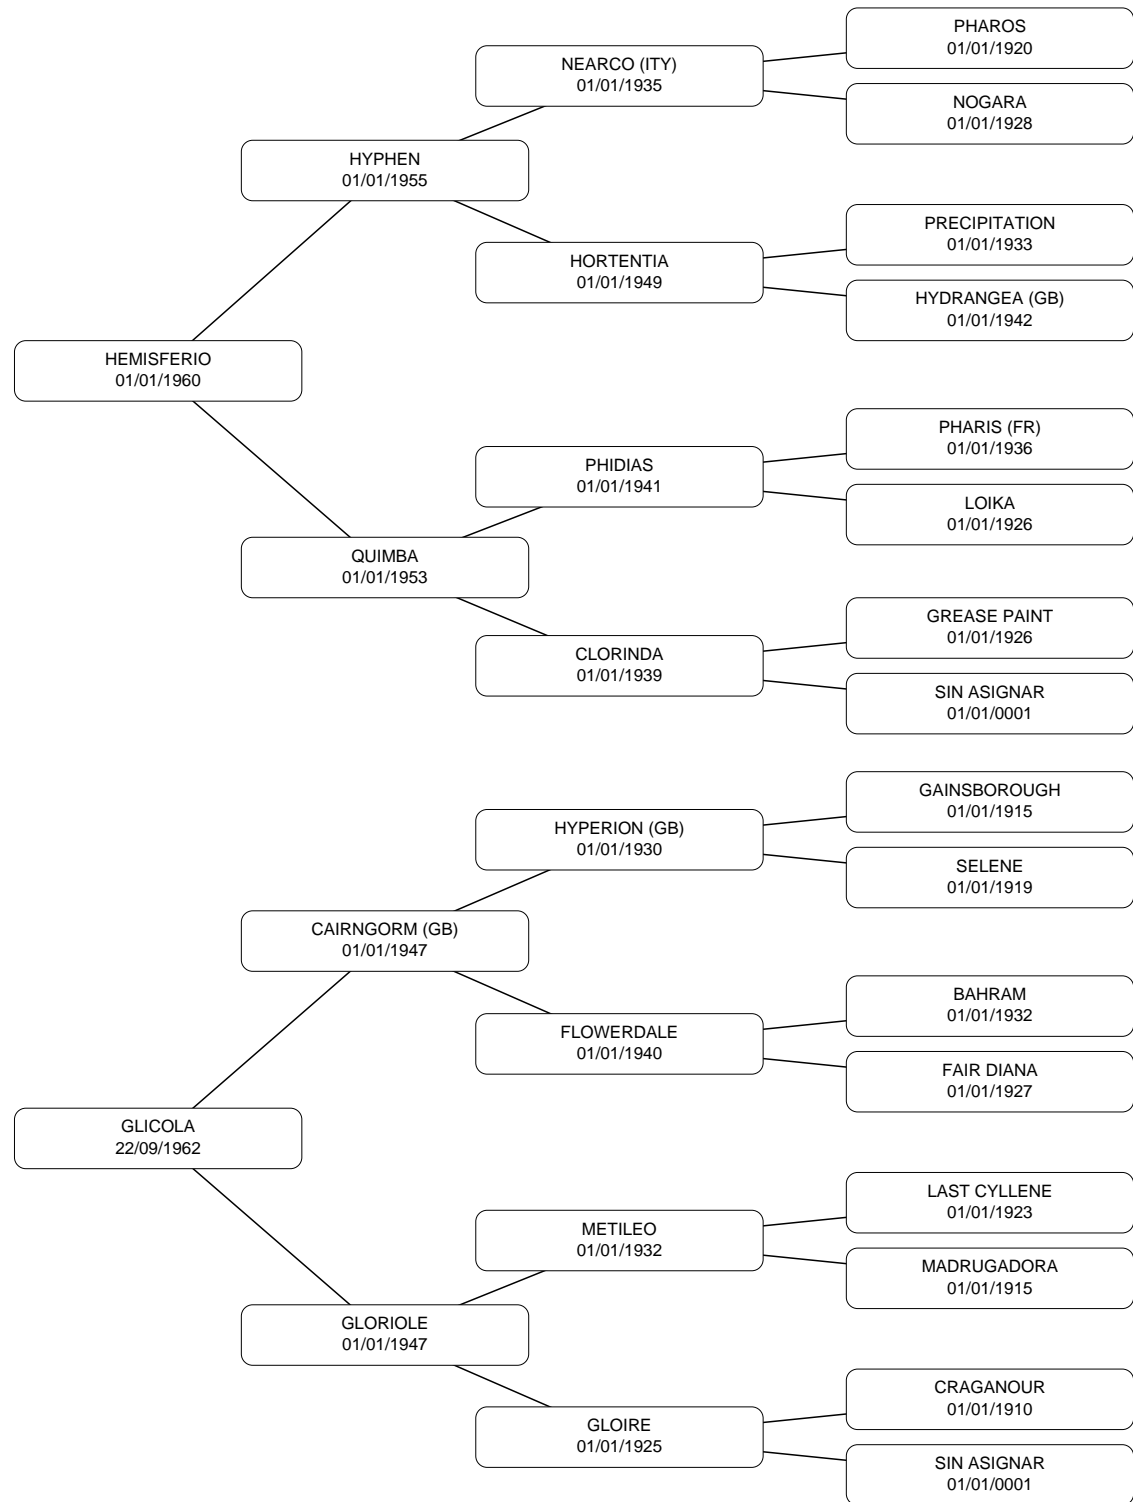 PHAROS
01/01/1920
NEARCO (ITY)
01/01/1935
NOGARA
01/01/1928
HYPHEN
01/01/1955
PRECIPITATION
01/01/1933
HORTENTIA
01/01/1949
HYDRANGEA (GB)
01/01/1942
HEMISFERIO
01/01/1960
PHARIS (FR)
01/01/1936
PHIDIAS
01/01/1941
LOIKA
01/01/1926
QUIMBA
01/01/1953
GREASE PAINT
01/01/1926
CLORINDA
01/01/1939
SIN ASIGNAR
01/01/0001
GAINSBOROUGH
01/01/1915
HYPERION (GB)
01/01/1930
SELENE
01/01/1919
CAIRNGORM (GB)
01/01/1947
BAHRAM
01/01/1932
FLOWERDALE
01/01/1940
FAIR DIANA
01/01/1927
GLICOLA
22/09/1962
LAST CYLLENE
01/01/1923
METILEO
01/01/1932
MADRUGADORA
01/01/1915
GLORIOLE
01/01/1947
CRAGANOUR
01/01/1910
GLOIRE
01/01/1925
SIN ASIGNAR
01/01/0001